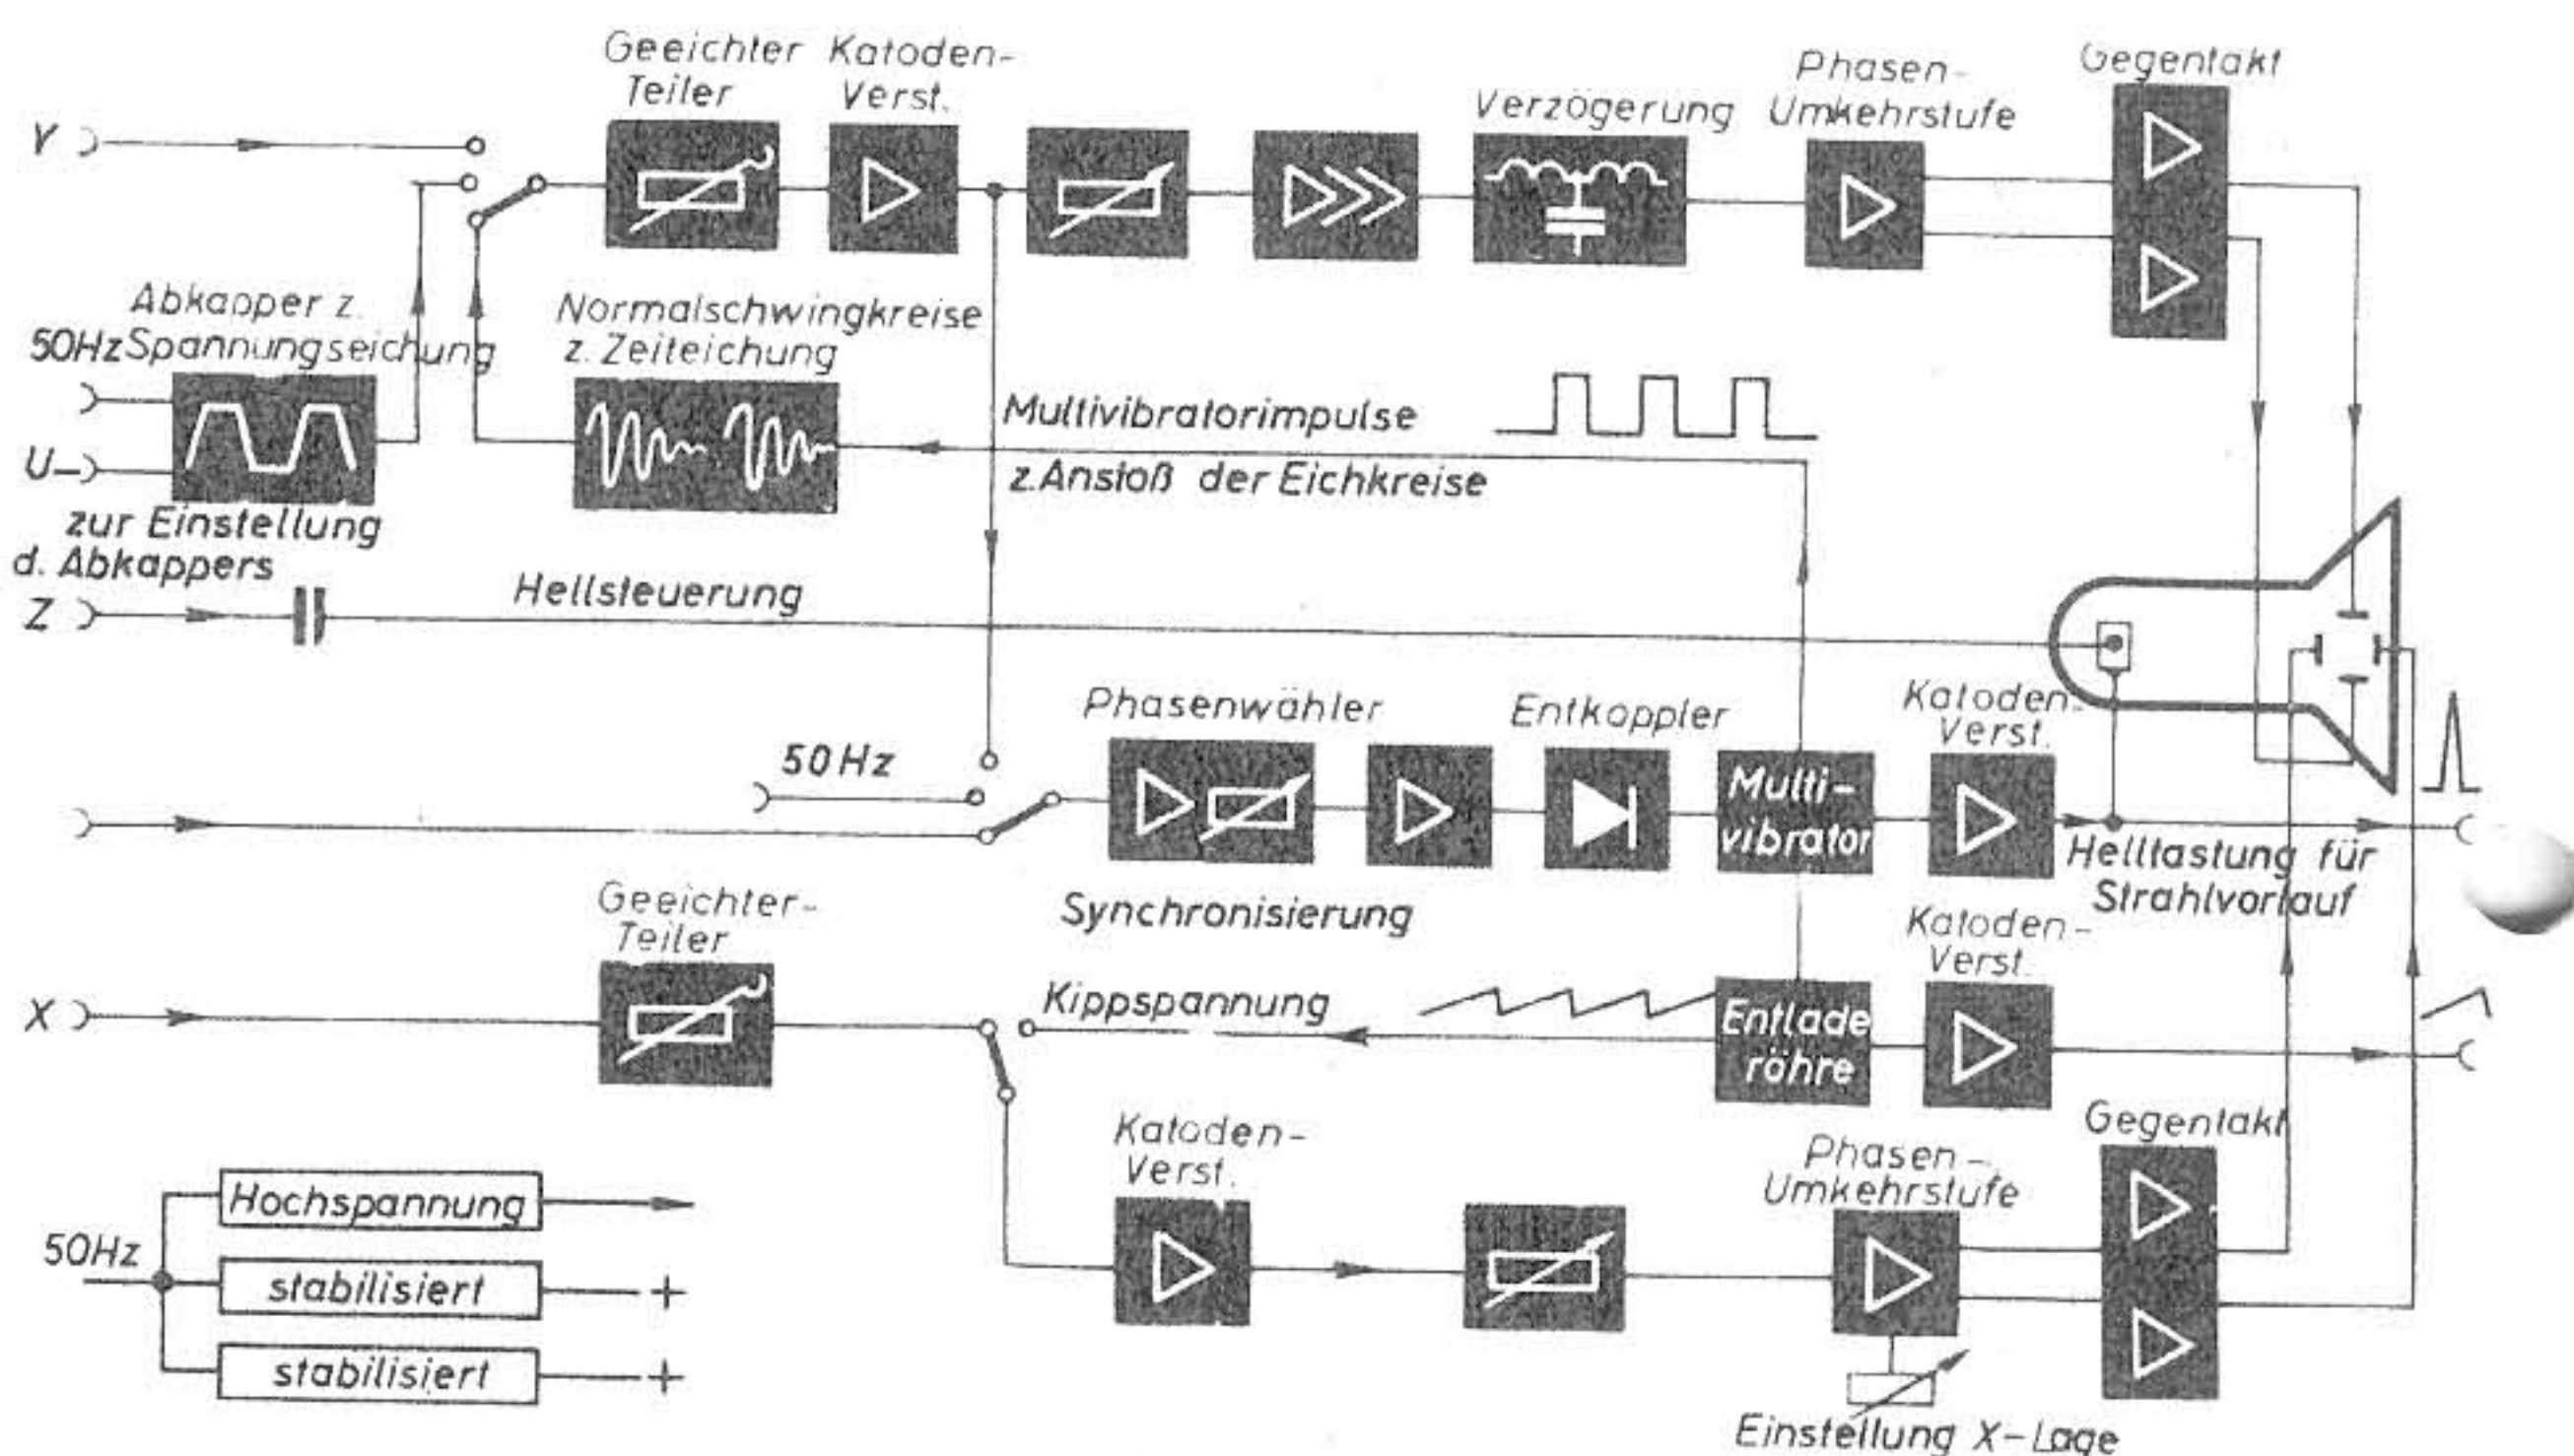 Geeichter
Teiler
Katoden-
Verst.
Verzögerung
Phasen-
Umkehrstufe
Gegentakt
Y
Abkapper z.
50Hz Spannungseichung
Normalschwingkreise
z. Zeiteichung
Multivibratorimpulse
z. Anstoß der Eichkreise
U
zur Einstellung
d. Abkappers
Z
Hellsteuerung
Phasenwähler
Entkoppler
Katoden-
Verst.
50Hz
Multi-
vibrator
Helltastung für
Strahlvorlauf
Synchronisierung
Geeichter-
Teiler
Katoden-
Verst.
X
Kippspannung
Entlade
röhre
Katoden-
Verst.
Phasen-
Umkehrstufe
Gegentakt
Hochspannung
50Hz
stabilisiert
+
stabilisiert
+
Einstellung X-Lage